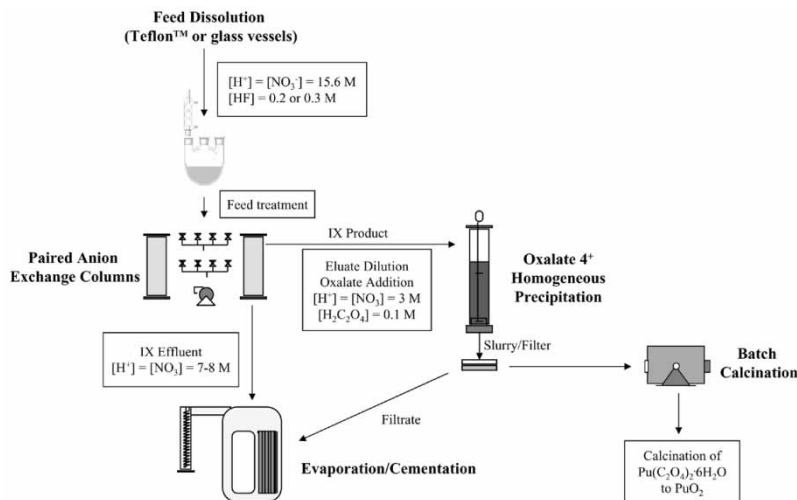 Feed Dissolution
(Teflon™ or glass vessels)
[H⁺] = [NO₃⁻] = 15.6 M
[HF] = 0.2 or 0.3 M
Feed treatment
Paired Anion
Exchange Columns
IX Product
Eluate Dilution
Oxalate Addition
[H⁺] = [NO₃] = 3 M
[H₂C₂O₄] = 0.1 M
Oxalate 4⁺
Homogeneous
Precipitation
IX Effluent
[H⁺] = [NO₃] = 7-8 M
Slurry/Filter
Batch
Calcination
Filtrate
Evaporation/Cementation
Calcination of
Pu(C₂O₄)₂·6H₂O
to PuO₂